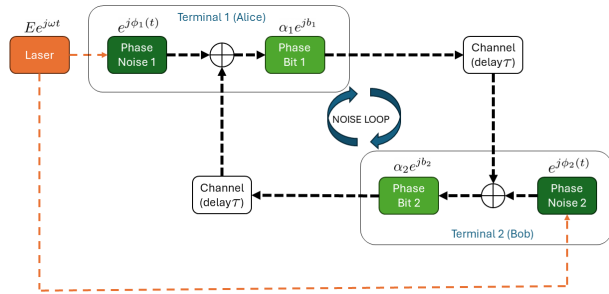 Terminal 1 (Alice)
Ee^{jωt}
e^{jϕ_1(t)}
α_1e^{jb_1}
Laser
Phase
Noise 1
Phase
Bit 1
Channel
(delay τ)
NOISE LOOP
α_2e^{jb_2}
e^{jϕ_2(t)}
Channel
(delay τ)
Phase
Bit 2
Phase
Noise 2
Terminal 2 (Bob)